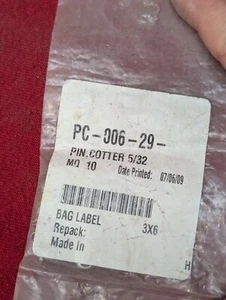 PC-006-29-
PIN, COTTER 5/32
MQ 10 Date Printed: 07/06/09
BAG LABEL 3X6
Repack:
Made in
H